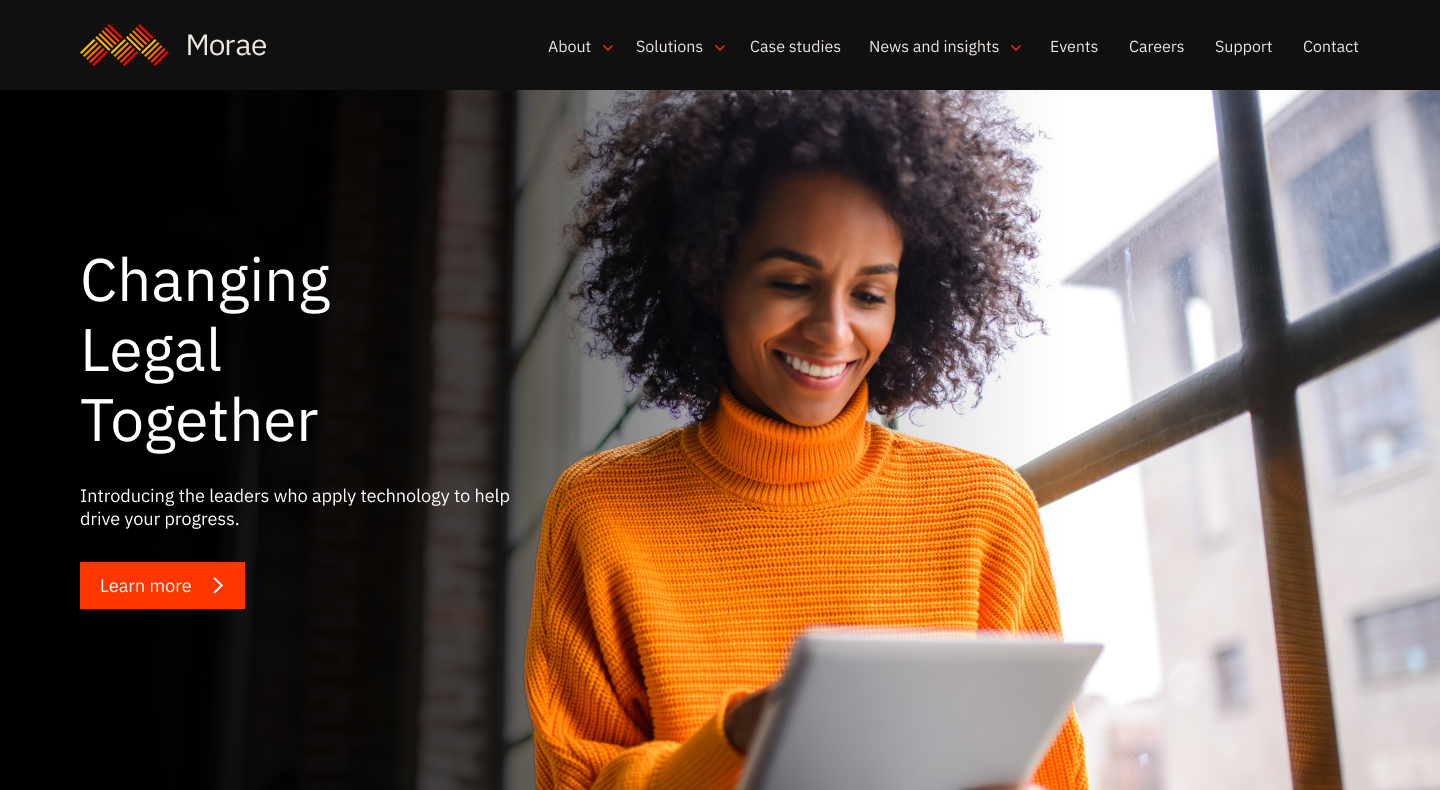 Morae
About
Solutions
Case studies
News and insights
Events
Careers
Support
Contact
Changing
Legal
Together
Introducing the leaders who apply technology to help
drive your progress.
Learn more